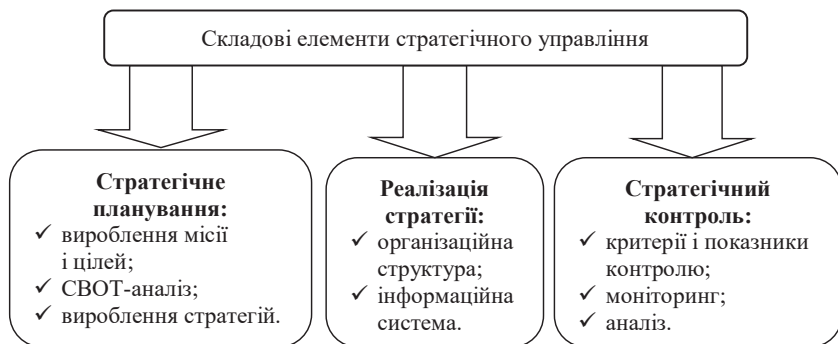 Складові елементи стратегічного управління
Стратегічне
планування:
✓ вироблення місії
і цілей;
✓ СВОТ-аналіз;
✓ вироблення стратегій.
Реалізація
стратегії:
✓ організаційна
структура;
✓ інформаційна
система.
Стратегічний
контроль:
✓ критерії і показники
контролю;
✓ моніторинг;
✓ аналіз.